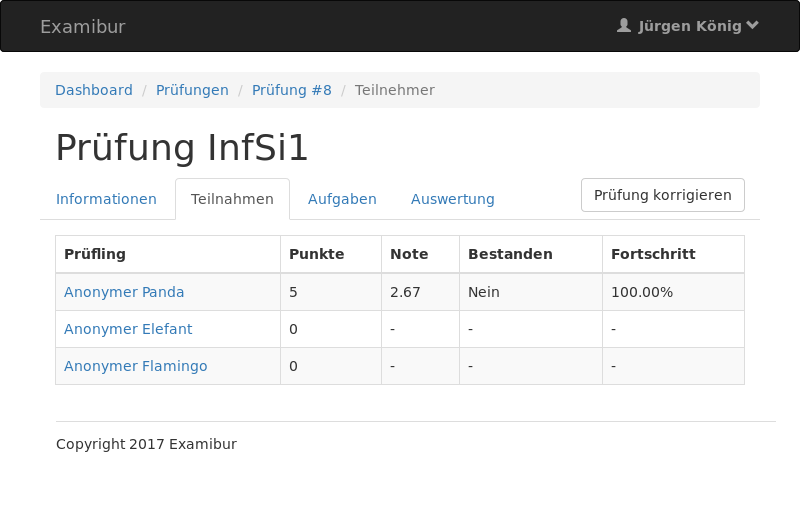 Examibur Jürgen König
Dashboard / Prüfungen / Prüfung #8 / Teilnehmer
Prüfung InfSi1
Informationen Teilnahmen Aufgaben Auswertung Prüfung korrigieren
Prüfling Punkte Note Bestanden Fortschritt
Anonymer Panda 5 2.67 Nein 100.00%
Anonymer Elefant 0 - - -
Anonymer Flamingo 0 - - -
Copyright 2017 Examibur